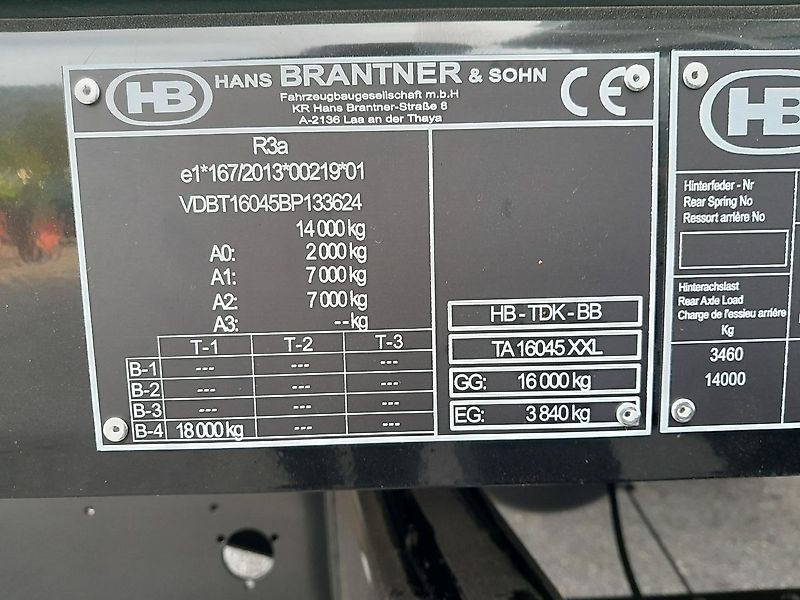 HB HANS BRANTNER & SOHN CE
Fahrzeugbaugesellschaft m.b.H
KR Hans Brantner-Straße 8
A-2136 Laa an der Thaya
R3a
e1*167/2013*00219*01
VDBT16045BP133624
14 000 kg
A0: 2 000 kg
A1: 7 000 kg
A2: 7 000 kg
A3: -- kg
T-1 T-2 T-3
B-1 --- --- ---
B-2 --- --- ---
B-3 --- --- ---
B-4 18 000 kg --- ---
HB - TDK - BB
TA 16045 XXL
GG: 16 000 kg
EG: 3 840 kg
HB
Hinterfeder - Nr
Rear Spring No
Ressort arrière No
Hinterachslast
Rear Axle Load
Charge de l'essieu arriére
Kg
3460
14000